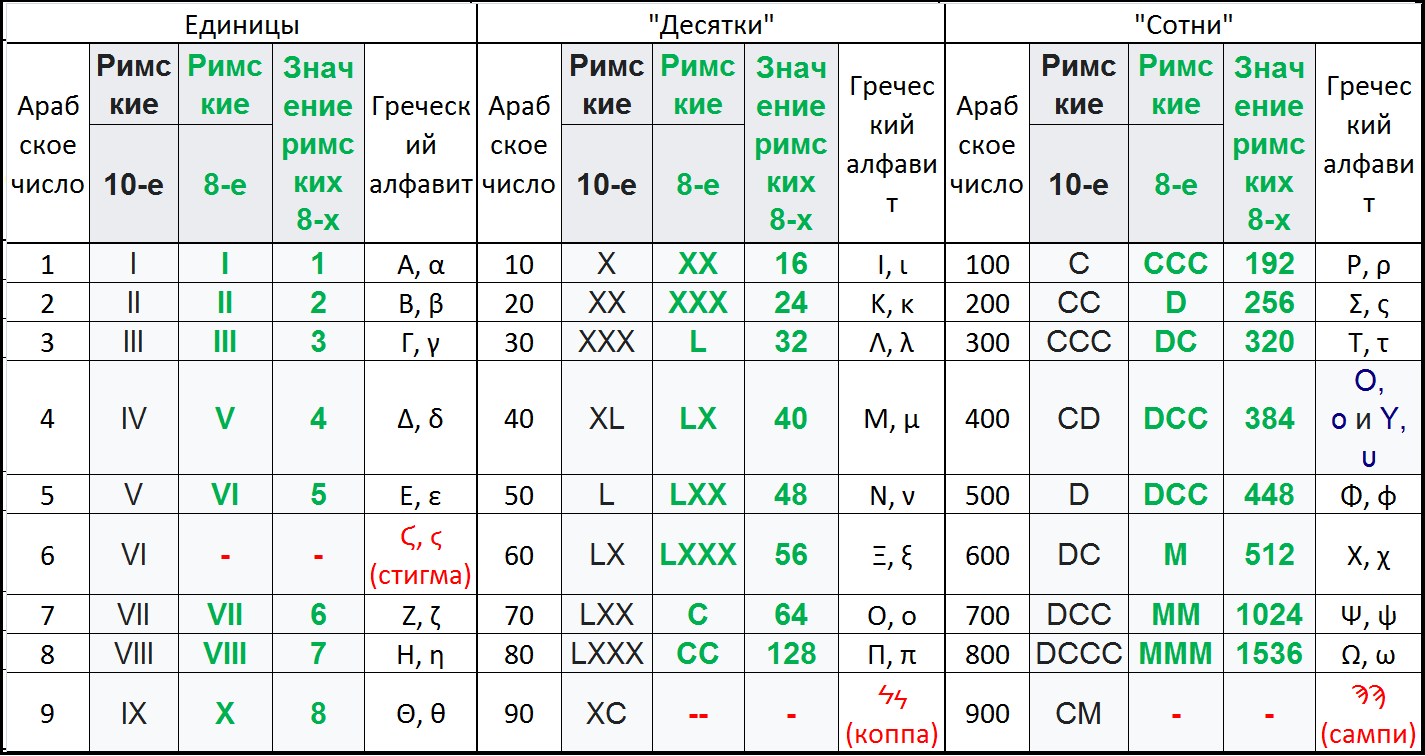 Единицы "Десятки" "Сотни"
Арабское число Римские 10-е Римские 8-е Значение римских 8-х Греческий алфавит Арабское число Римские 10-е Римские 8-е Значение римских 8-х Греческий алфавит Арабское число Римские 10-е Римские 8-е Значение римских 8-х Греческий алфавит
1 I I 1 Α, α 10 X XX 16 Ι, ι 100 C CCC 192 Ρ, ρ
2 II II 2 Β, β 20 XX XXX 24 Κ, κ 200 CC D 256 Σ, ς
3 III III 3 Γ, γ 30 XXX L 32 Λ, λ 300 CCC DC 320 Τ, τ
4 IV V 4 Δ, δ 40 XL LX 40 Μ, μ 400 CD DCC 384 Ο, ο и Υ, υ
5 V VI 5 Ε, ε 50 L LXX 48 Ν, ν 500 D DCC 448 Φ, φ
6 VI - - Ϛ, ϛ (стигма) 60 LX LXXX 56 Ξ, ξ 600 DC M 512 Χ, χ
7 VII VII 6 Ζ, ζ 70 LXX C 64 Ο, ο 700 DCC MM 1024 Ψ, ψ
8 VIII VIII 7 Η, η 80 LXXX CC 128 Π, π 800 DCCC MMM 1536 Ω, ω
9 IX X 8 Θ, θ 90 XC -- - ϞϞ (коппа) 900 CM - - ϠϠ (сампи)